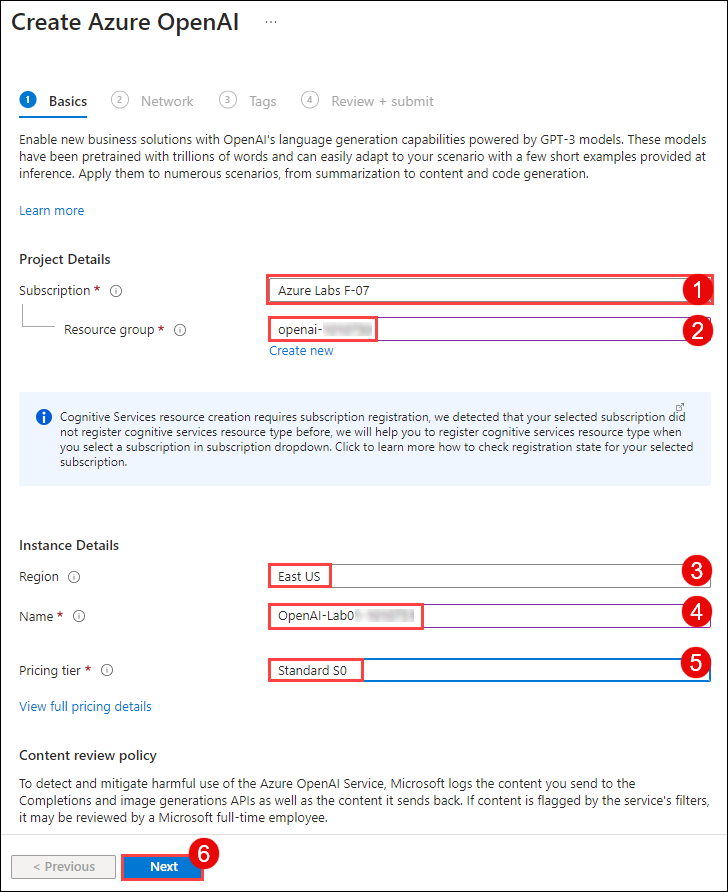 Create Azure OpenAI ...
1 Basics 2 Network 3 Tags 4 Review + submit
Enable new business solutions with OpenAI's language generation capabilities powered by GPT-3 models. These models
have been pretrained with trillions of words and can easily adapt to your scenario with a few short examples provided at
inference. Apply them to numerous scenarios, from summarization to content and code generation.
Learn more
Project Details
Subscription * Azure Labs F-07 1
Resource group * openai- 2
Create new
Cognitive Services resource creation requires subscription registration, we detected that your selected subscription did
not register cognitive services resource type before, we will help you to register cognitive services resource type when
you select a subscription in subscription dropdown. Click to learn more how to check registration state for your selected
subscription.
Instance Details
Region East US 3
Name * OpenAI-Lab0 4
Pricing tier * Standard S0 5
View full pricing details
Content review policy
To detect and mitigate harmful use of the Azure OpenAI Service, Microsoft logs the content you send to the
Completions and image generations APIs as well as the content it sends back. If content is flagged by the service's filters,
it may be reviewed by a Microsoft full-time employee.
< Previous Next 6